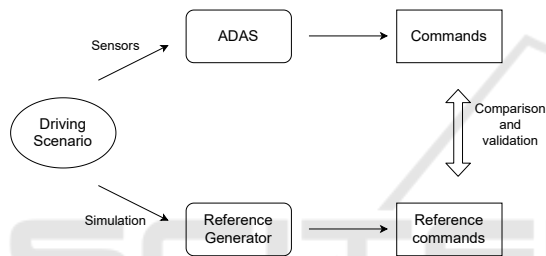 Sensors
ADAS
Commands
Driving
Scenario
Comparison
and
validation
Simulation
Reference
Generator
Reference
commands